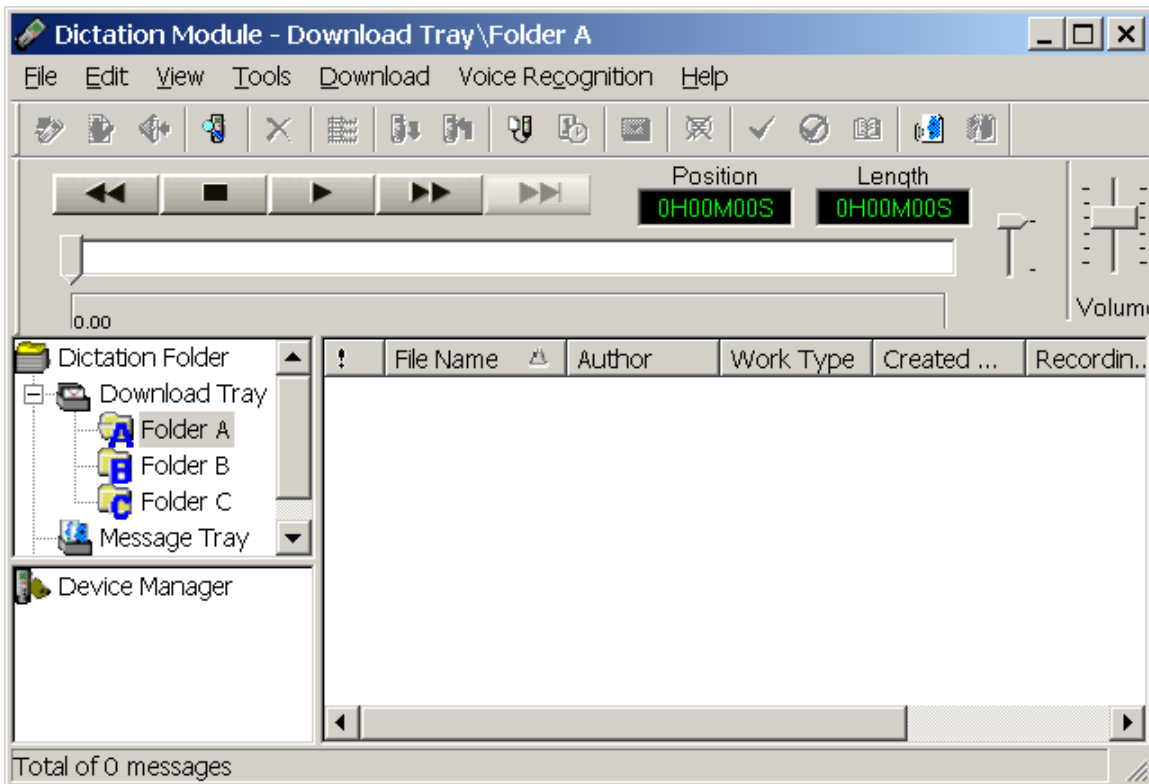 Dictation Module - Download Tray\Folder A
File Edit View Tools Download Voice Recognition Help
Position Length
0H00M00S 0H00M00S
Volume
0.00
Dictation Folder
! File Name Author Work Type Created ... Recordin..
Download Tray
Folder A
Folder B
Folder C
Message Tray
Device Manager
Total of 0 messages